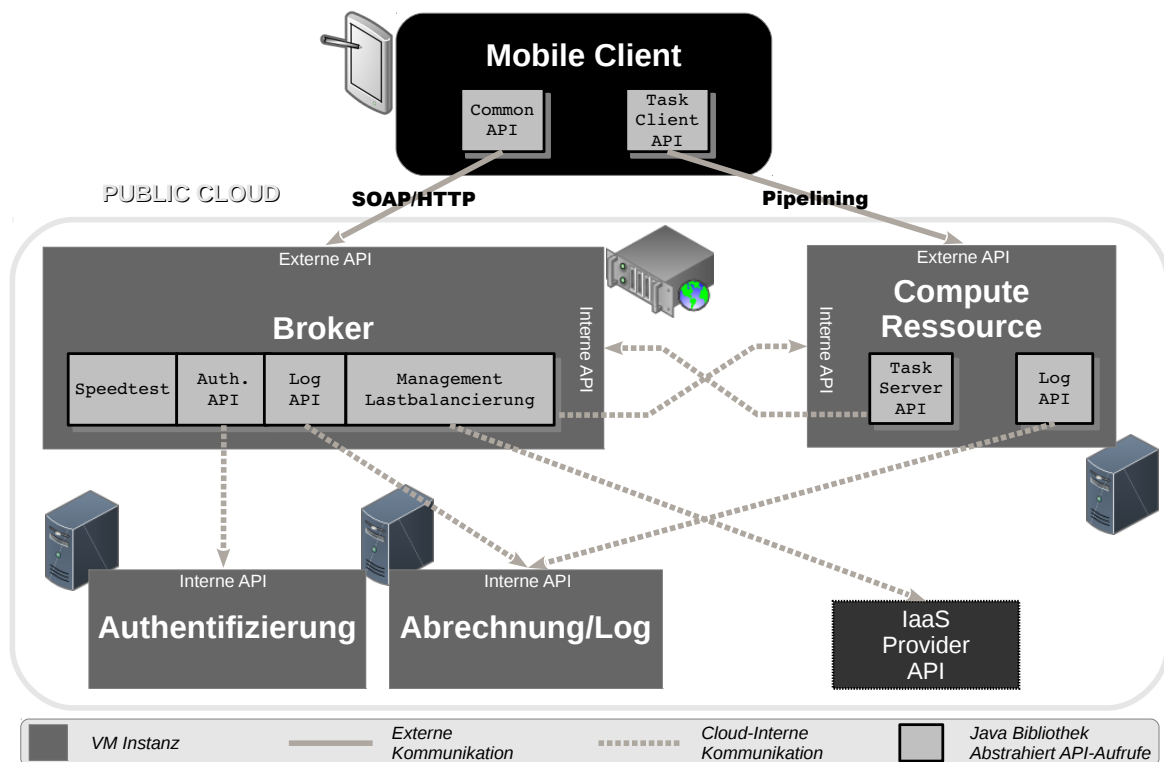 Mobile Client
Common
API
Task
Client
API
PUBLIC CLOUD
SOAP/HTTP
Pipelining
Externe API
Broker
Interne API
Speedtest
Auth.
API
Log
API
Management
Lastbalancierung
Externe API
Compute
Ressource
Interne API
Task
Server
API
Log
API
Interne API
Authentifizierung
Interne API
Abrechnung/Log
IaaS
Provider
API
VM Instanz
Externe
Kommunikation
Cloud-Interne
Kommunikation
Java Bibliothek
Abstrahiert API-Aufrufe